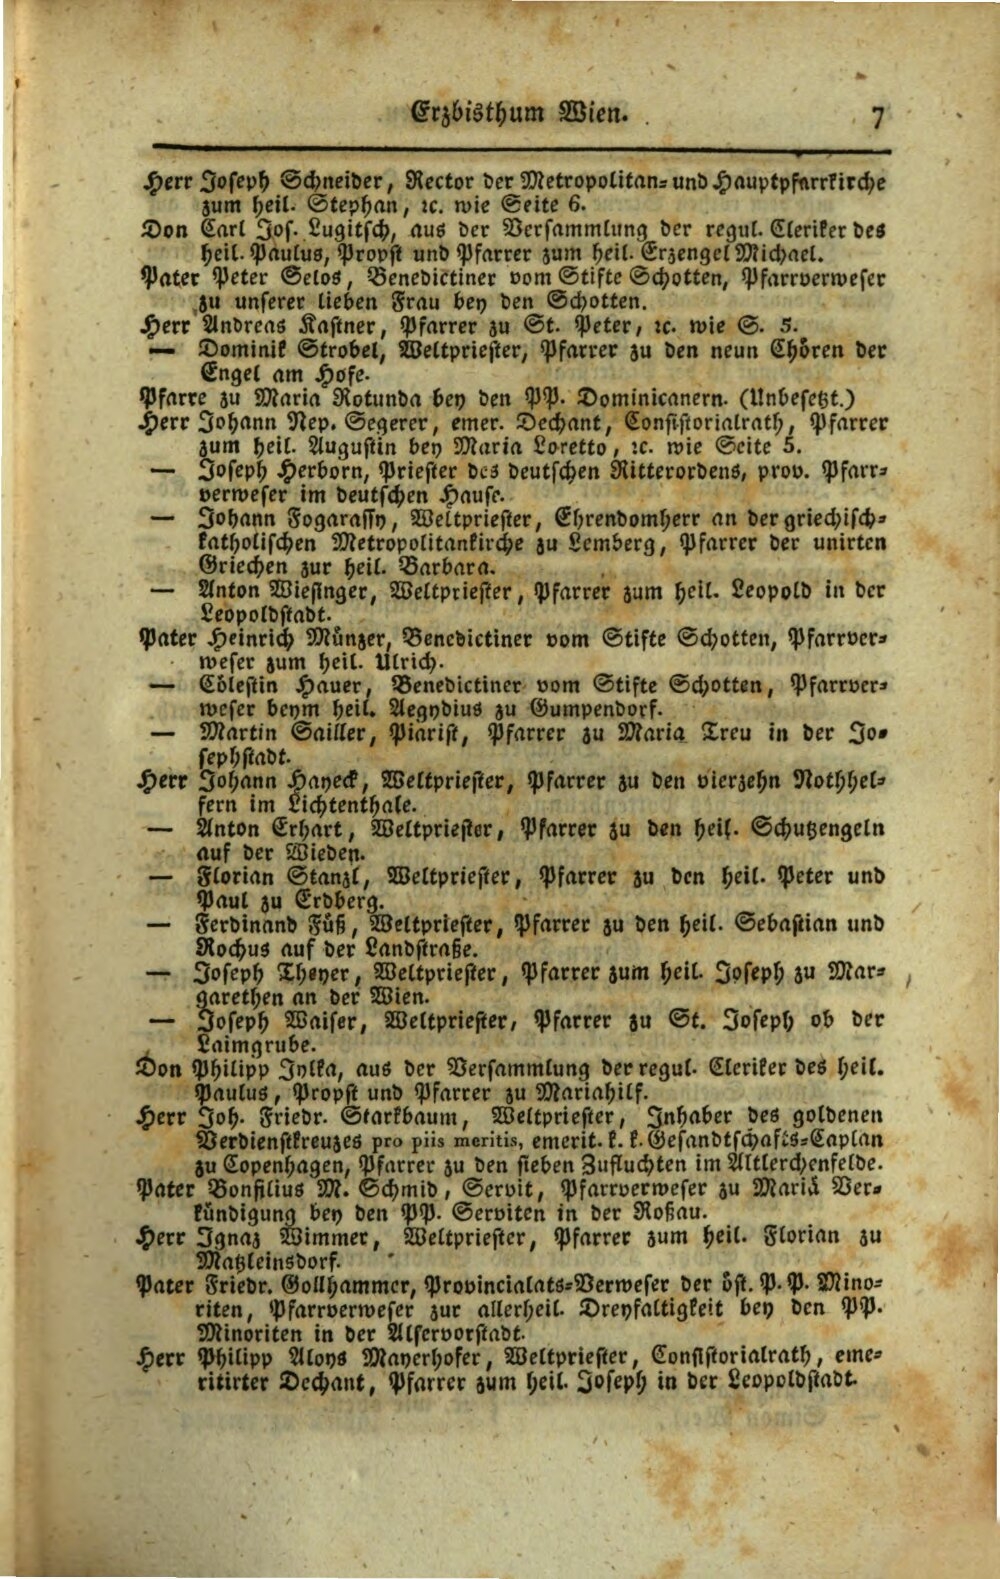 Erzbisthum Wien. 7
Herr Joseph Schneider, Rector der Metropolitan- und Hauptpfarrkirche
zum heil. Stephan, ꝛc. wie Seite 6.
Don Carl Jos. Lugitsch, aus der Versammlung der regul. Cleriker des
heil. Paulus, Propst und Pfarrer zum heil. Erzengel Michael.
Pater Peter Selos, Benedictiner vom Stifte Schotten, Pfarrverweser
zu unserer lieben Frau bey den Schotten.
Herr Andreas Kastner, Pfarrer zu St. Peter, ꝛc. wie S. 5.
— Dominik Strobel, Weltpriester, Pfarrer zu den neun Chören der
Engel am Hofe.
Pfarre zu Maria Rotunda bey den PP. Dominicanern. (Unbesetzt.)
Herr Johann Nep. Segerer, emer. Dechant, Consistorialrath, Pfarrer
zum heil. Augustin bey Maria Loretto, ꝛc. wie Seite 5.
— Joseph Herborn, Priester des deutschen Ritterordens, prov. Pfarr-
verweser im deutschen Hause.
— Johann Fogarassy, Weltpriester, Ehrendomherr an der griechisch-
katholischen Metropolitankirche zu Lemberg, Pfarrer der unirten
Griechen zur heil. Barbara.
— Anton Wiesinger, Weltpriester, Pfarrer zum heil. Leopold in der
Leopoldstadt.
Pater Heinrich Münzer, Benedictiner vom Stifte Schotten, Pfarrver-
weser zum heil. Ulrich.
— Cölestin Hauer, Benedictiner vom Stifte Schotten, Pfarrver-
weser beym heil. Aegydius zu Gumpendorf.
— Martin Sailler, Piarist, Pfarrer zu Maria Treu in der Jo-
sephstadt.
Herr Johann Hayeck, Weltpriester, Pfarrer zu den vierzehn Nothhel-
fern im Lichtenthale.
— Anton Erhart, Weltpriester, Pfarrer zu den heil. Schutzengeln
auf der Wieden.
— Florian Stanzl, Weltpriester, Pfarrer zu den heil. Peter und
Paul zu Erdberg.
— Ferdinand Füß, Weltpriester, Pfarrer zu den heil. Sebastian und
Rochus auf der Landstraße.
— Joseph Theyer, Weltpriester, Pfarrer zum heil. Joseph zu Mar-
garethen an der Wien.
— Joseph Waiser, Weltpriester, Pfarrer zu St. Joseph ob der
Laimgrube.
Don Philipp Jylka, aus der Versammlung der regul. Cleriker des heil.
Paulus, Propst und Pfarrer zu Mariahilf.
Herr Joh. Friedr. Starkbaum, Weltpriester, Inhaber des goldenen
Verdienstkreuzes pro piis meritis, emerit. k. k. Gesandtschafts-Caplan
zu Copenhagen, Pfarrer zu den sieben Zufluchten im Altlerchenfelde.
Pater Bonfilius M. Schmid, Servit, Pfarrverweser zu Mariä Ver-
kündigung bey den PP. Serviten in der Roßau.
Herr Ignaz Wimmer, Weltpriester, Pfarrer zum heil. Florian zu
Matzleinsdorf.
Pater Friedr. Gollhammer, Provincialats-Verweser der öst. P. P. Mino-
riten, Pfarrverweser zur allerheil. Dreyfaltigkeit bey den PP.
Minoriten in der Alservorstadt.
Herr Philipp Aloys Mayerhofer, Weltpriester, Consistorialrath, eme-
ritirter Dechant, Pfarrer zum heil. Joseph in der Leopoldstadt.